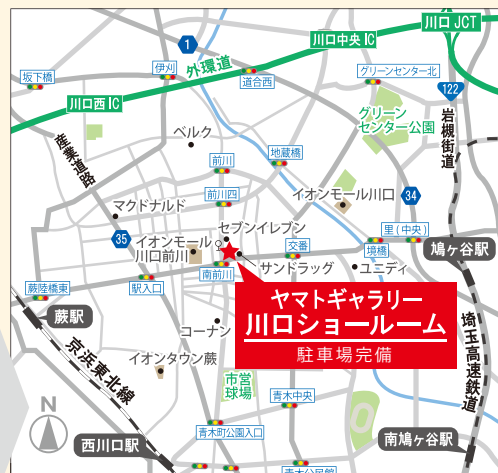 川口 JCT
1
川口中央 IC
外環道
伊刈
坂下橋
道合西
グリーンセンター北
122
川口西 IC
グリーン
センター公園
岩槻街道
ベルク
産業道路
前川
地蔵橋
イオンモール川口
34
前川四
マクドナルド
セブンイレブン
里(中央)
35
イオンモール
川口前川
交番
境橋
鳩ヶ谷駅
サンドラッグ
ユニディ
南前川
駅入口
蕨陸橋東
蕨駅
ヤマトギャラリー
川口ショールーム
駐車場完備
コーナン
京浜東北線
イオンタウン蕨
市営
球場
埼玉高速鉄道
青木中央
N
青木町公園入口
西川口駅
南鳩ヶ谷駅
青木公民館